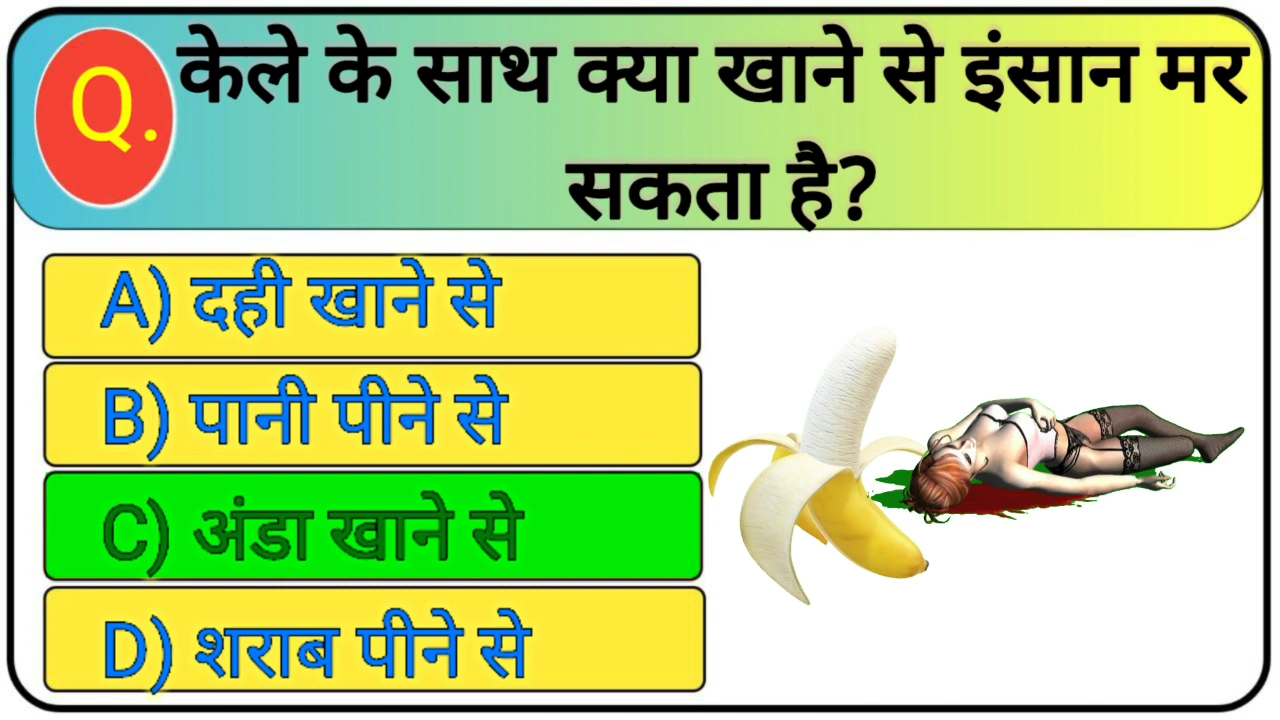 Q. केले के साथ क्या खाने से इंसान मर
सकता है?
A) दही खाने से
B) पानी पीने से
C) अंडा खाने से
D) शराब पीने से